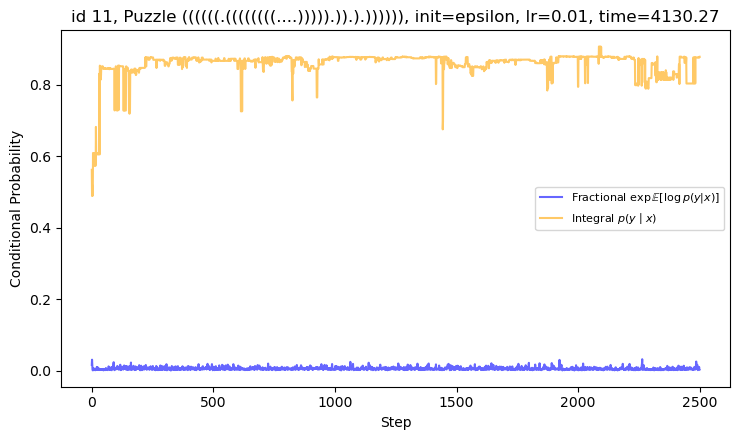 id 11, Puzzle ((((((.((((((((....))))).)).).)))))), init=epsilon, lr=0.01, time=4130.27
Conditional Probability
0.8
0.6
0.4
0.2
0.0
Fractional exp𝔼[log p(y|x)]
Integral p(y | x)
0
500
1000
1500
2000
2500
Step